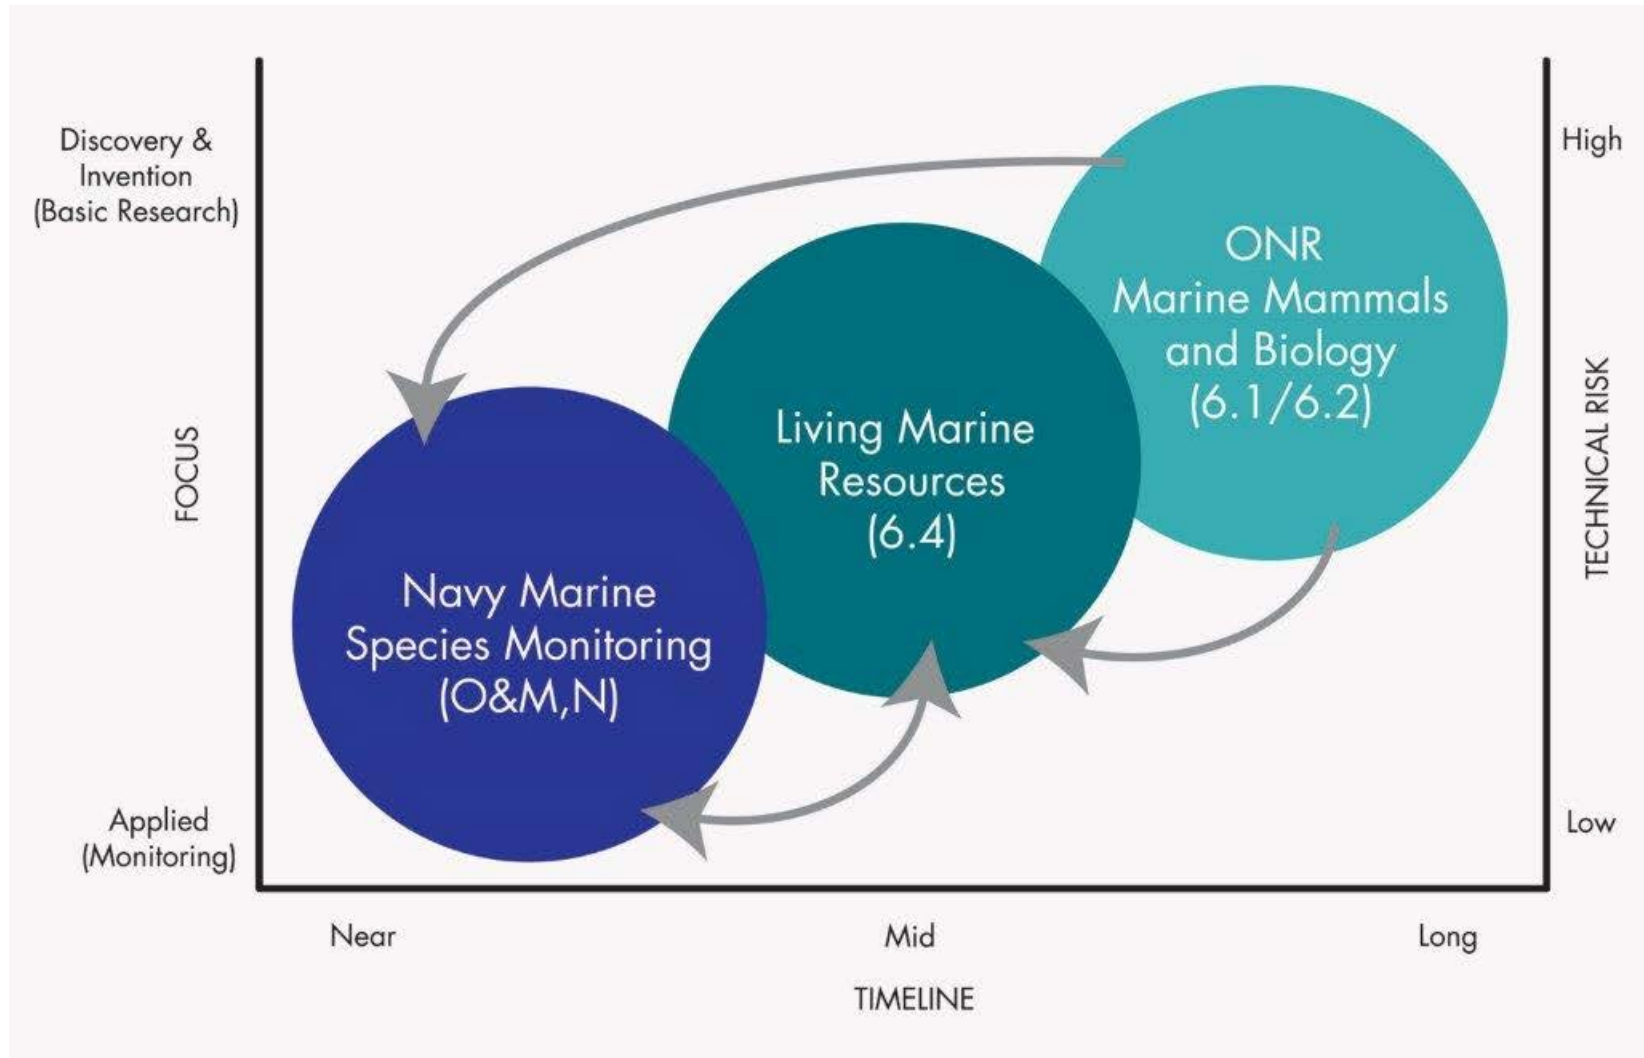 Discovery &
Invention
(Basic Research)
High
ONR
Marine Mammals
and Biology
(6.1/6.2)
Living Marine
Resources
(6.4)
FOCUS
TECHNICAL RISK
Navy Marine
Species Monitoring
(O&M,N)
Applied
(Monitoring)
Low
Near
Mid
Long
TIMELINE